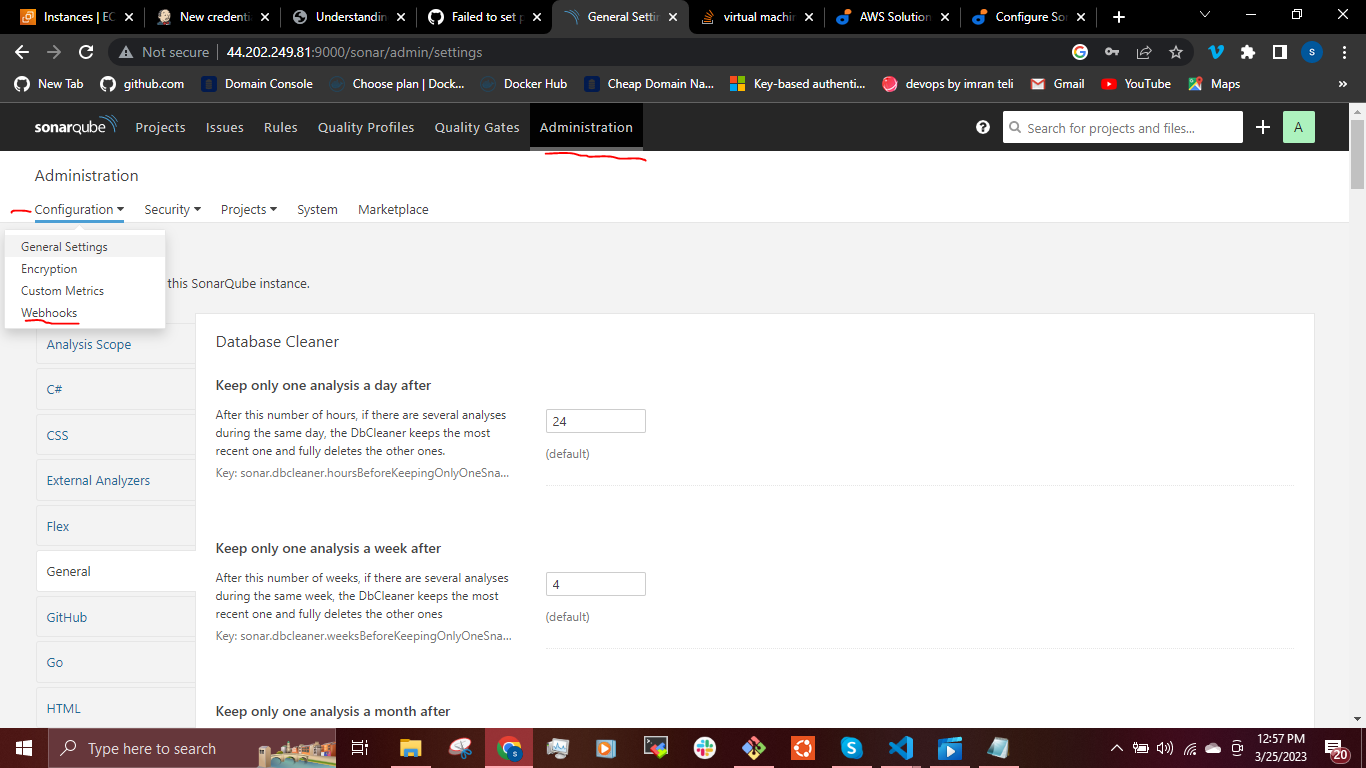 Instances | EC
New credentia
Understandin
Failed to set p
General Settin
virtual machin
AWS Solution
Configure Son
Not secure
44.202.249.81:9000/sonar/admin/settings
S
New Tab
github.com
Domain Console
Choose plan | Dock...
Docker Hub
Cheap Domain Na...
Key-based authenti...
devops by imran teli
Gmail
YouTube
Maps
»
sonarqube
Projects
Issues
Rules
Quality Profiles
Quality Gates
Administration
Search for projects and files...
A
Administration
Configuration
Security
Projects
System
Marketplace
General Settings
Encryption
Custom Metrics
Webhooks
this SonarQube instance.
Analysis Scope
C#
CSS
External Analyzers
Flex
General
GitHub
Go
HTML
Database Cleaner
Keep only one analysis a day after
After this number of hours, if there are several analyses
during the same day, the DbCleaner keeps the most
recent one and fully deletes the other ones.
Key: sonar.dbcleaner.hoursBeforeKeepingOnlyOneSna...
24
(default)
Keep only one analysis a week after
After this number of weeks, if there are several analyses
during the same week, the DbCleaner keeps the most
recent one and fully deletes the other ones
Key: sonar.dbcleaner.weeksBeforeKeepingOnlyOneSna...
4
(default)
Keep only one analysis a month after
Type here to search
12:57 PM
3/25/2023
20